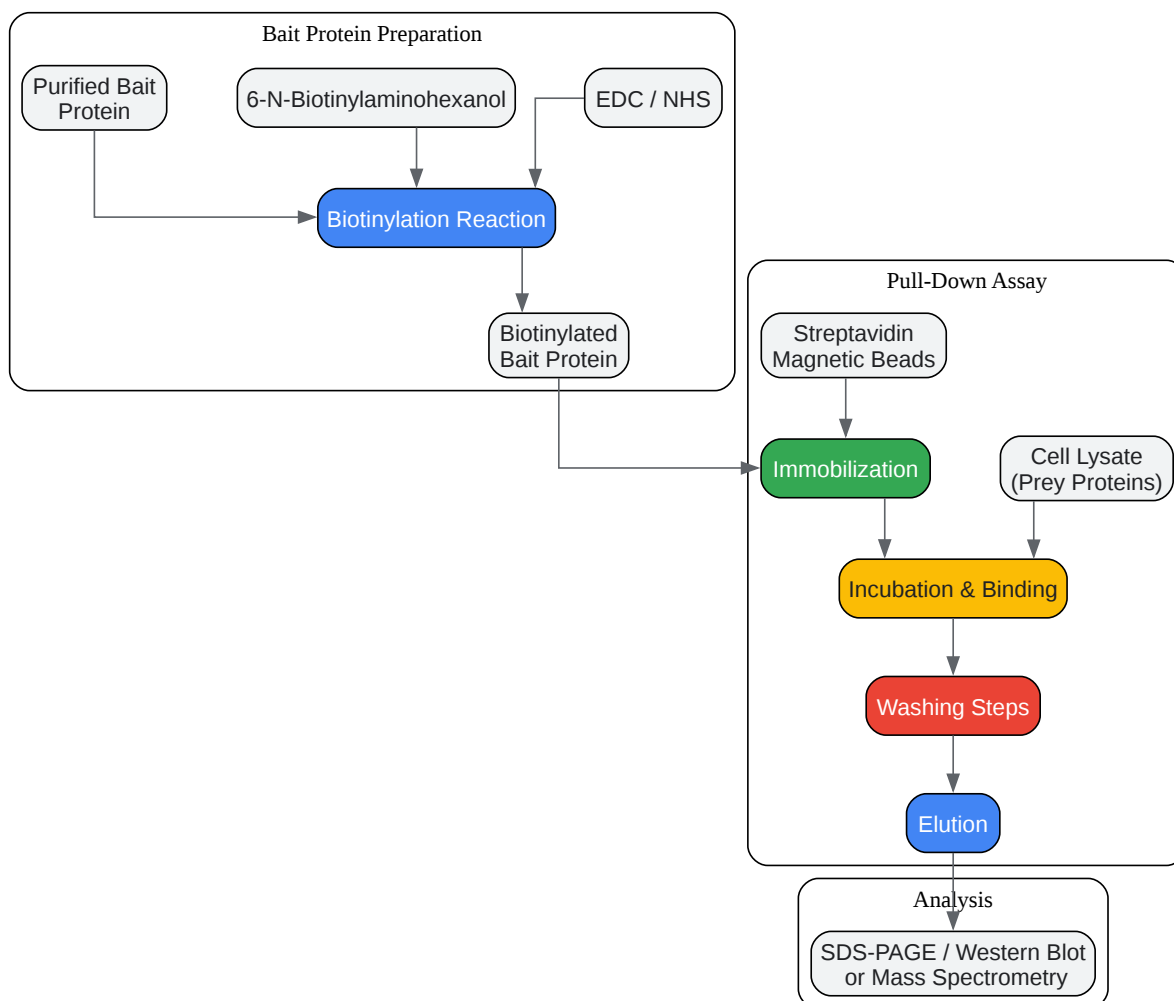 Bait Protein Preparation
Purified Bait
Protein
6-N-Biotinylaminohexanol
EDC / NHS
Biotinylation Reaction
Biotinylated
Bait Protein
Pull-Down Assay
Streptavidin
Magnetic Beads
Immobilization
Cell Lysate
(Prey Proteins)
Incubation & Binding
Washing Steps
Elution
Analysis
SDS-PAGE / Western Blot
or Mass Spectrometry